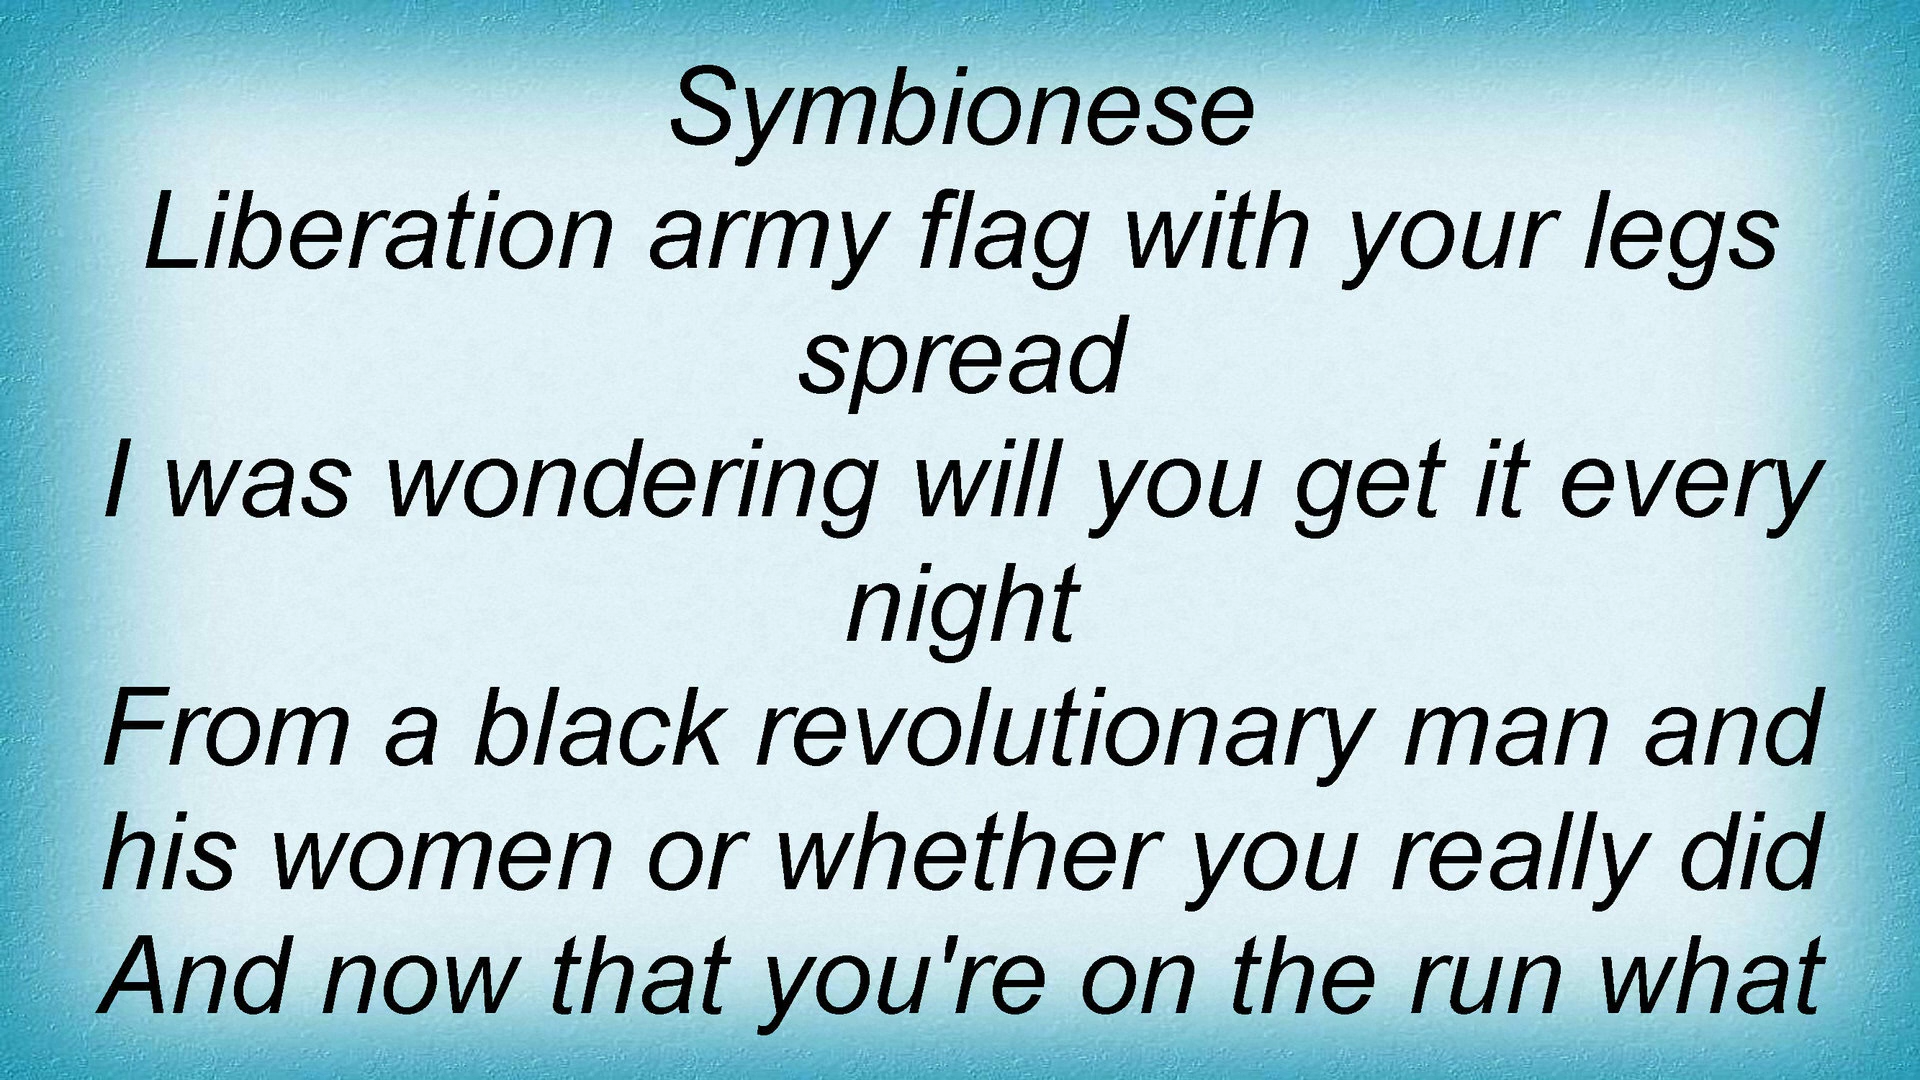 Symbionese
Liberation army flag with your legs
spread
I was wondering will you get it every
night
From a black revolutionary man and
his women or whether you really did
And now that you're on the run what